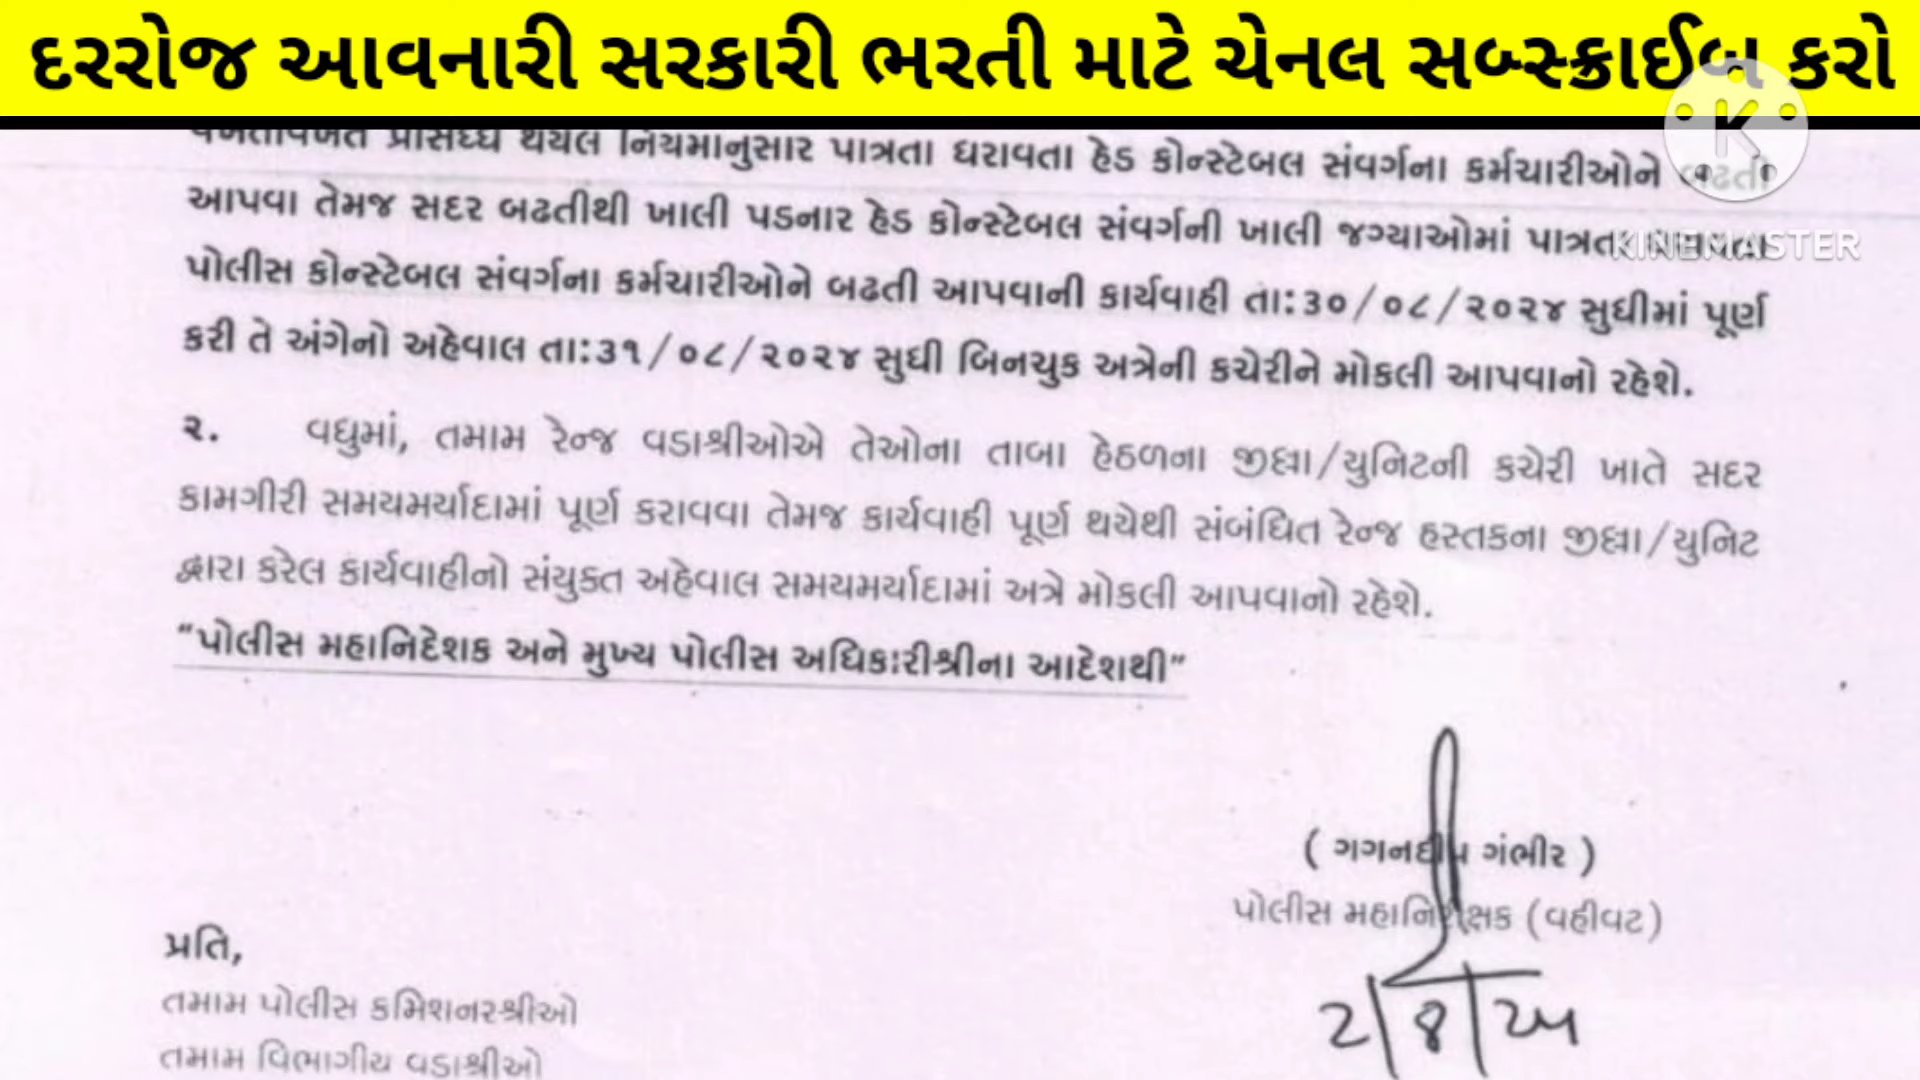 દરરોજ આવનારી સરકારી ભરતી માટે ચેનલ સબ્સ્ક્રાઈબ કરો
K
KINEMASTER
થયેલ નિયમાનુસાર પાત્રતા ધરાવતા હેડ કોન્સ્ટેબલ સંવર્ગના કર્મચારીઓને બઢતી
આપવા તેમજ સદર બઢતીથી ખાલી પડનાર હેડ કોન્સ્ટેબલ સંવર્ગની ખાલી જગ્યાઓમાં
પોલીસ કોન્સ્ટેબલ સંવર્ગના કર્મચારીઓને બઢતી આપવાની કાર્યવાહી તા:૩૦/૦૮/૨૦૨૪ સુધીમાં પૂર્ણ
કરી તે અંગેનો અહેવાલ તા:૩૧/૦૮/૨૦૨૪ સુધી બિનચુક અત્રેની કચેરીને મોકલી આપવાનો રહેશે.
૨. વધુમાં, તમામ રેન્જ વડાશ્રીઓએ તેઓના તાબા હેઠળના જીલ્લા/યુનિટની કચેરી ખાતે સદર
કામગીરી સમયમર્યાદામાં પૂર્ણ કરાવવા તેમજ કાર્યવાહી પૂર્ણ થયેથી સંબંધિત રેન્જ હસ્તકના જીલ્લા/યુનિટ
દ્વારા કરેલ કાર્યવાહીનો સંયુક્ત અહેવાલ સમયમર્યાદામાં અત્રે મોકલી આપવાનો રહેશે.
“પોલીસ મહાનિદેશક અને મુખ્ય પોલીસ અધિકારીશ્રીના આદેશથી”
( ગગનદીપ ગંભીર )
પોલીસ મહાનિરીક્ષક (વહીવટ)
પ્રતિ,
તમામ પોલીસ કમિશનરશ્રીઓ
તમામ વિભાગીય વડાશ્રીઓ